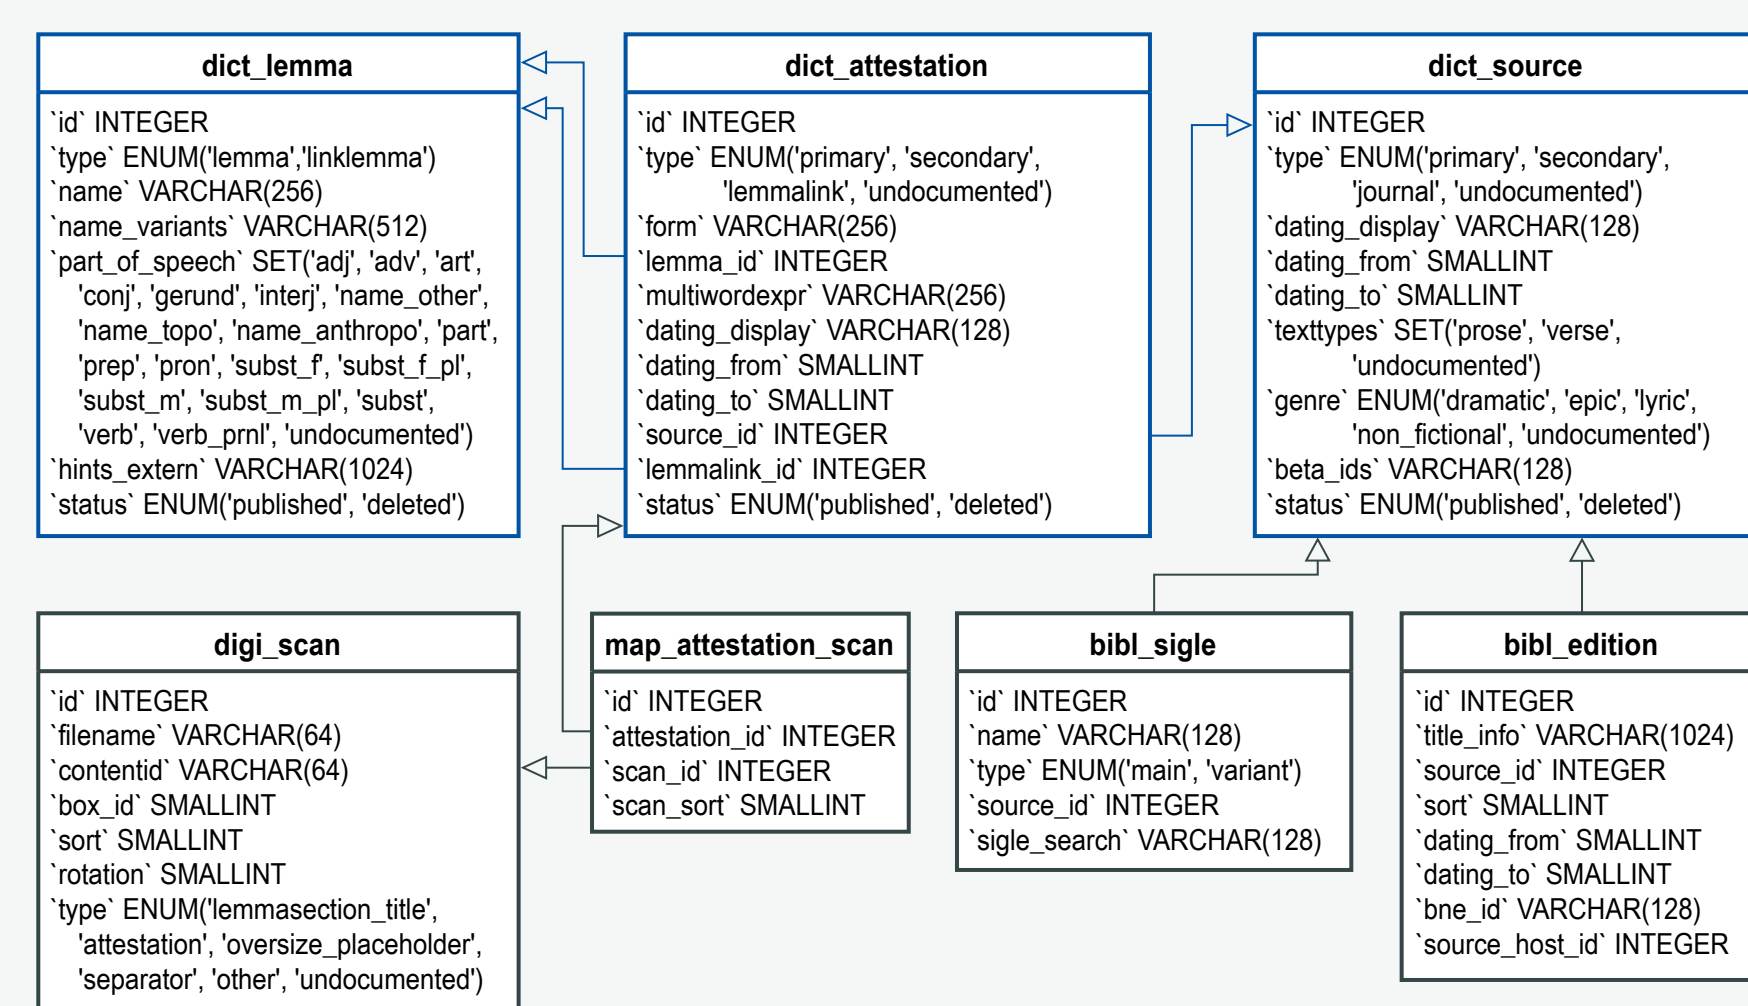 dict_lemma
`id` INTEGER
`type` ENUM('lemma','linklemma')
`name` VARCHAR(256)
`name_variants` VARCHAR(512)
`part_of_speech` SET('adj', 'adv', 'art',
'conj', 'gerund', 'interj', 'name_other',
'name_topo', 'name_anthropo', 'part',
'prep', 'pron', 'subst_f', 'subst_f_pl',
'subst_m', 'subst_m_pl', 'subst',
'verb', 'verb_prnl', 'undocumented')
`hints_extern` VARCHAR(1024)
`status` ENUM('published', 'deleted')
dict_attestation
`id` INTEGER
`type` ENUM('primary', 'secondary',
'lemmalink', 'undocumented')
`form` VARCHAR(256)
`lemma_id` INTEGER
`multiwordexpr` VARCHAR(256)
`dating_display` VARCHAR(128)
`dating_from` SMALLINT
`dating_to` SMALLINT
`source_id` INTEGER
`lemmalink_id` INTEGER
`status` ENUM('published', 'deleted')
dict_source
`id` INTEGER
`type` ENUM('primary', 'secondary',
'journal', 'undocumented')
`dating_display` VARCHAR(128)
`dating_from` SMALLINT
`dating_to` SMALLINT
`texttypes` SET('prose', 'verse',
'undocumented')
`genre` ENUM('dramatic', 'epic', 'lyric',
'non_fictional', 'undocumented')
`beta_ids` VARCHAR(128)
`status` ENUM('published', 'deleted')
digi_scan
`id` INTEGER
`filename` VARCHAR(64)
`contentid` VARCHAR(64)
`box_id` SMALLINT
`sort` SMALLINT
`rotation` SMALLINT
`type` ENUM('lemmasection_title',
'attestation', 'oversize_placeholder',
'separator', 'other', 'undocumented')
map_attestation_scan
`id` INTEGER
`attestation_id` INTEGER
`scan_id` INTEGER
`scan_sort` SMALLINT
bibl_sigle
`id` INTEGER
`name` VARCHAR(128)
`type` ENUM('main', 'variant')
`source_id` INTEGER
`sigle_search` VARCHAR(128)
bibl_edition
`id` INTEGER
`title_info` VARCHAR(1024)
`source_id` INTEGER
`sort` SMALLINT
`dating_from` SMALLINT
`dating_to` SMALLINT
`bne_id` VARCHAR(128)
`source_host_id` INTEGER